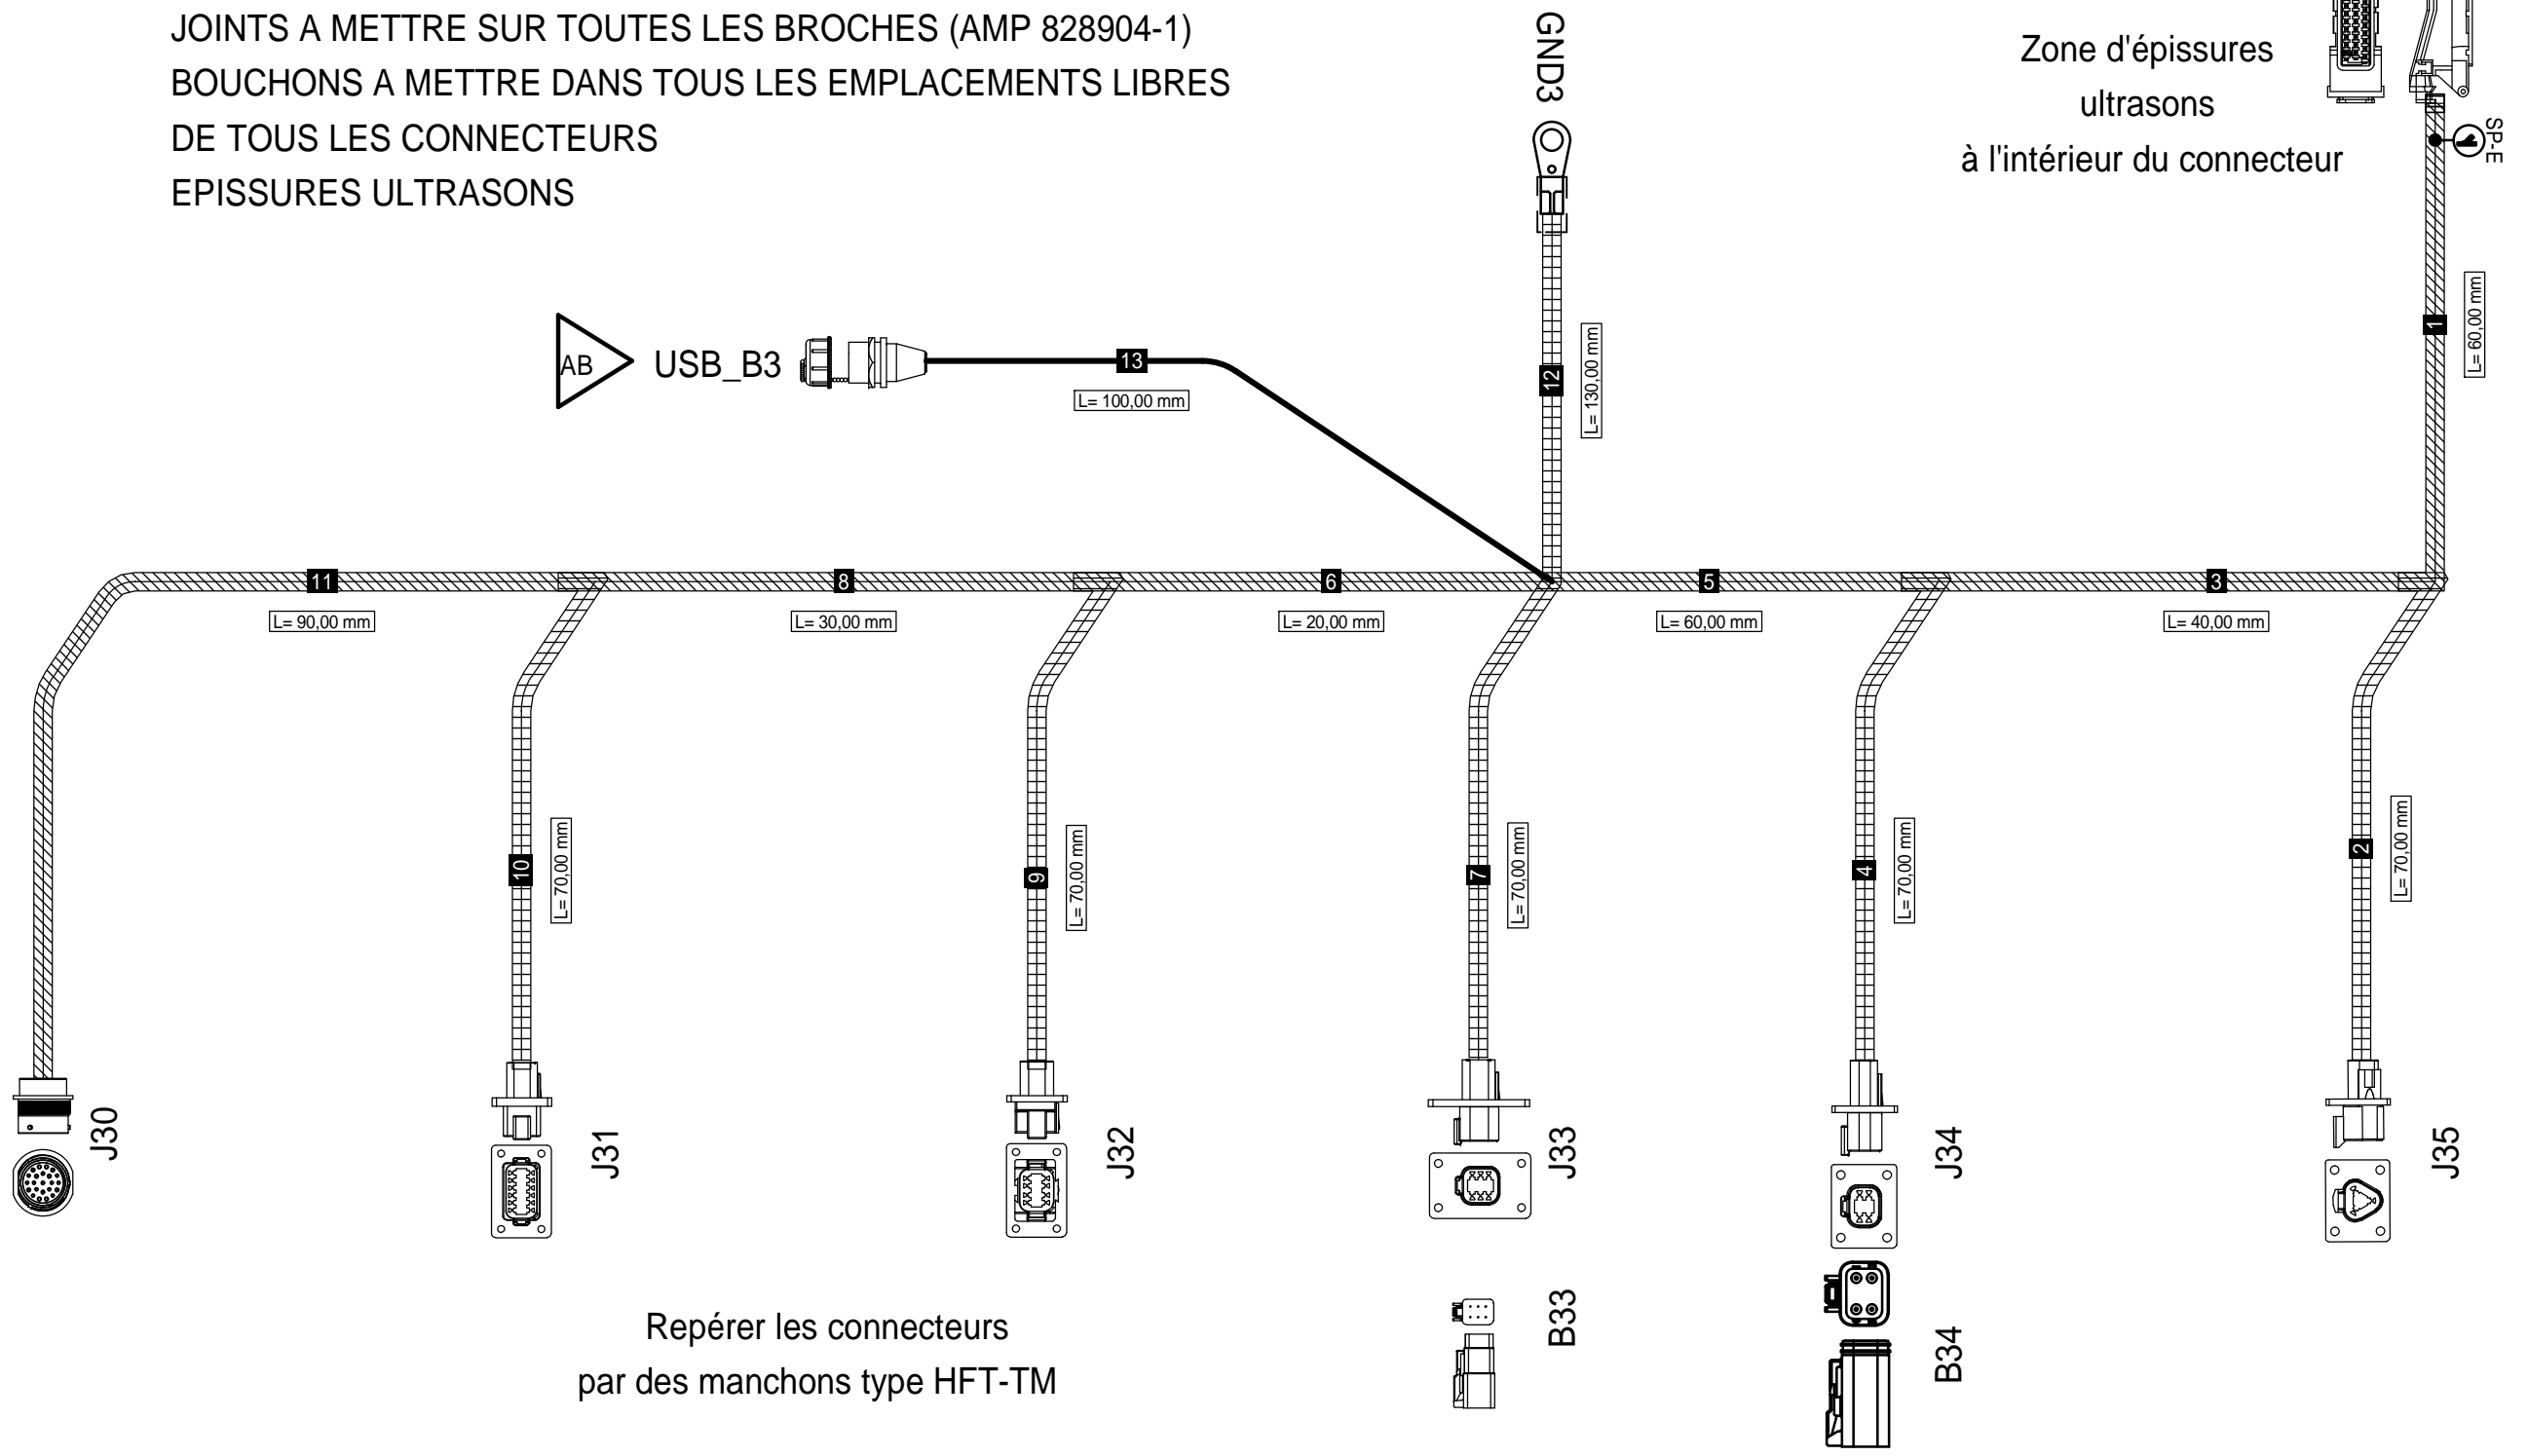 JOINTS A METTRE SUR TOUTES LES BROCHES (AMP 828904-1)
BOUCHONS A METTRE DANS TOUS LES EMPLACEMENTS LIBRES
DE TOUS LES CONNECTEURS
EPISSURES ULTRASONS
GND3
Zone d'épissures
ultrasons
à l'intérieur du connecteur
SP-E
1
L= 60,00 mm
AB
USB_B3
13
L= 100,00 mm
12
L= 130,00 mm
11
8
6
5
3
L= 90,00 mm
L= 30,00 mm
L= 20,00 mm
L= 60,00 mm
L= 40,00 mm
10
L= 70,00 mm
9
L= 70,00 mm
7
L= 70,00 mm
4
L= 70,00 mm
2
L= 70,00 mm
J30
J31
J32
J33
J34
J35
B33
B34
Repérer les connecteurs
par des manchons type HFT-TM